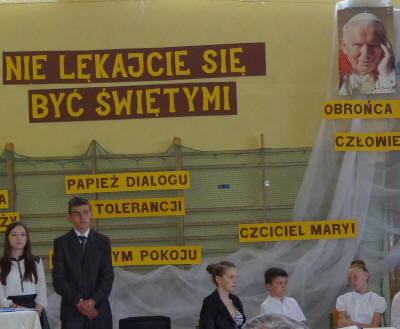 NIE LĘKAJCIE SIĘ
BYĆ ŚWIĘTYMI
OBROŃCA
CZŁOWIE
PAPIEŻ DIALOGU
TOLERANCJI
YM POKOJU
CZCICIEL MARYI